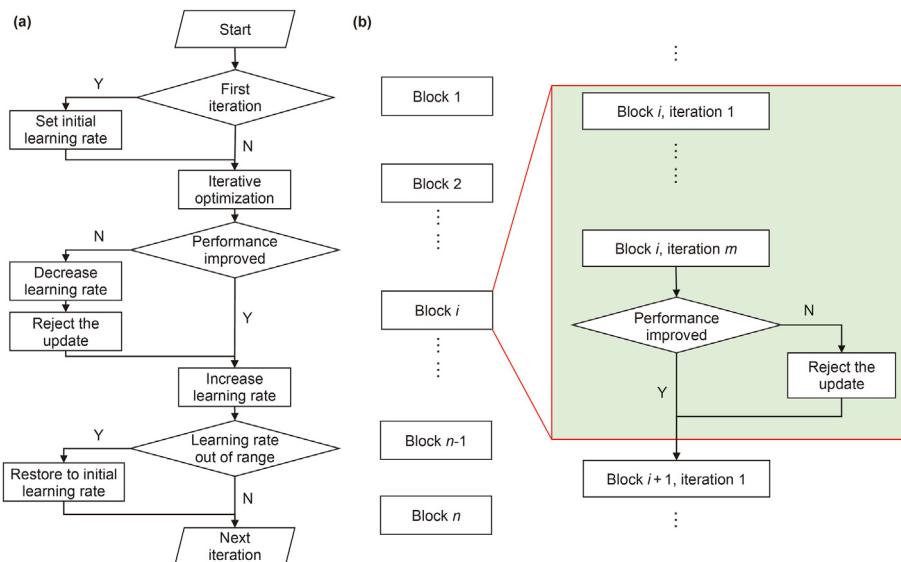 (a)
Start
Y
First
iteration
Set initial
learning rate
N
Iterative
optimization
N
Performance
improved
Decrease
learning rate
Reject the
update
Y
Increase
learning rate
Y
Learning rate
out of range
Restore to initial
learning rate
N
Next
iteration
(b)
Block 1
Block 2
Block i
Block n-1
Block n
Block i, iteration 1
Block i, iteration m
Performance
improved
N
Reject the
update
Y
Block i + 1, iteration 1